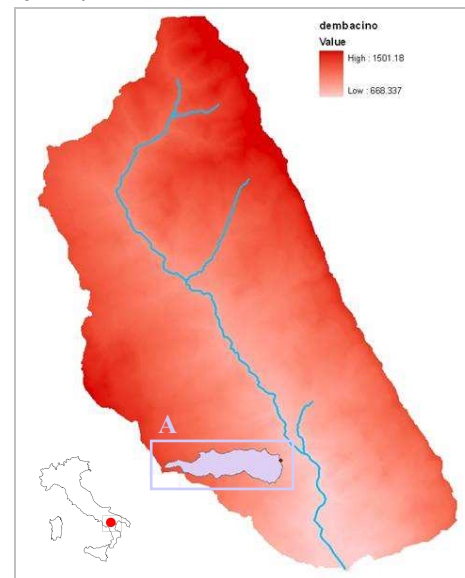 dembacino
Value
High : 1501.18
Low : 668.337
A